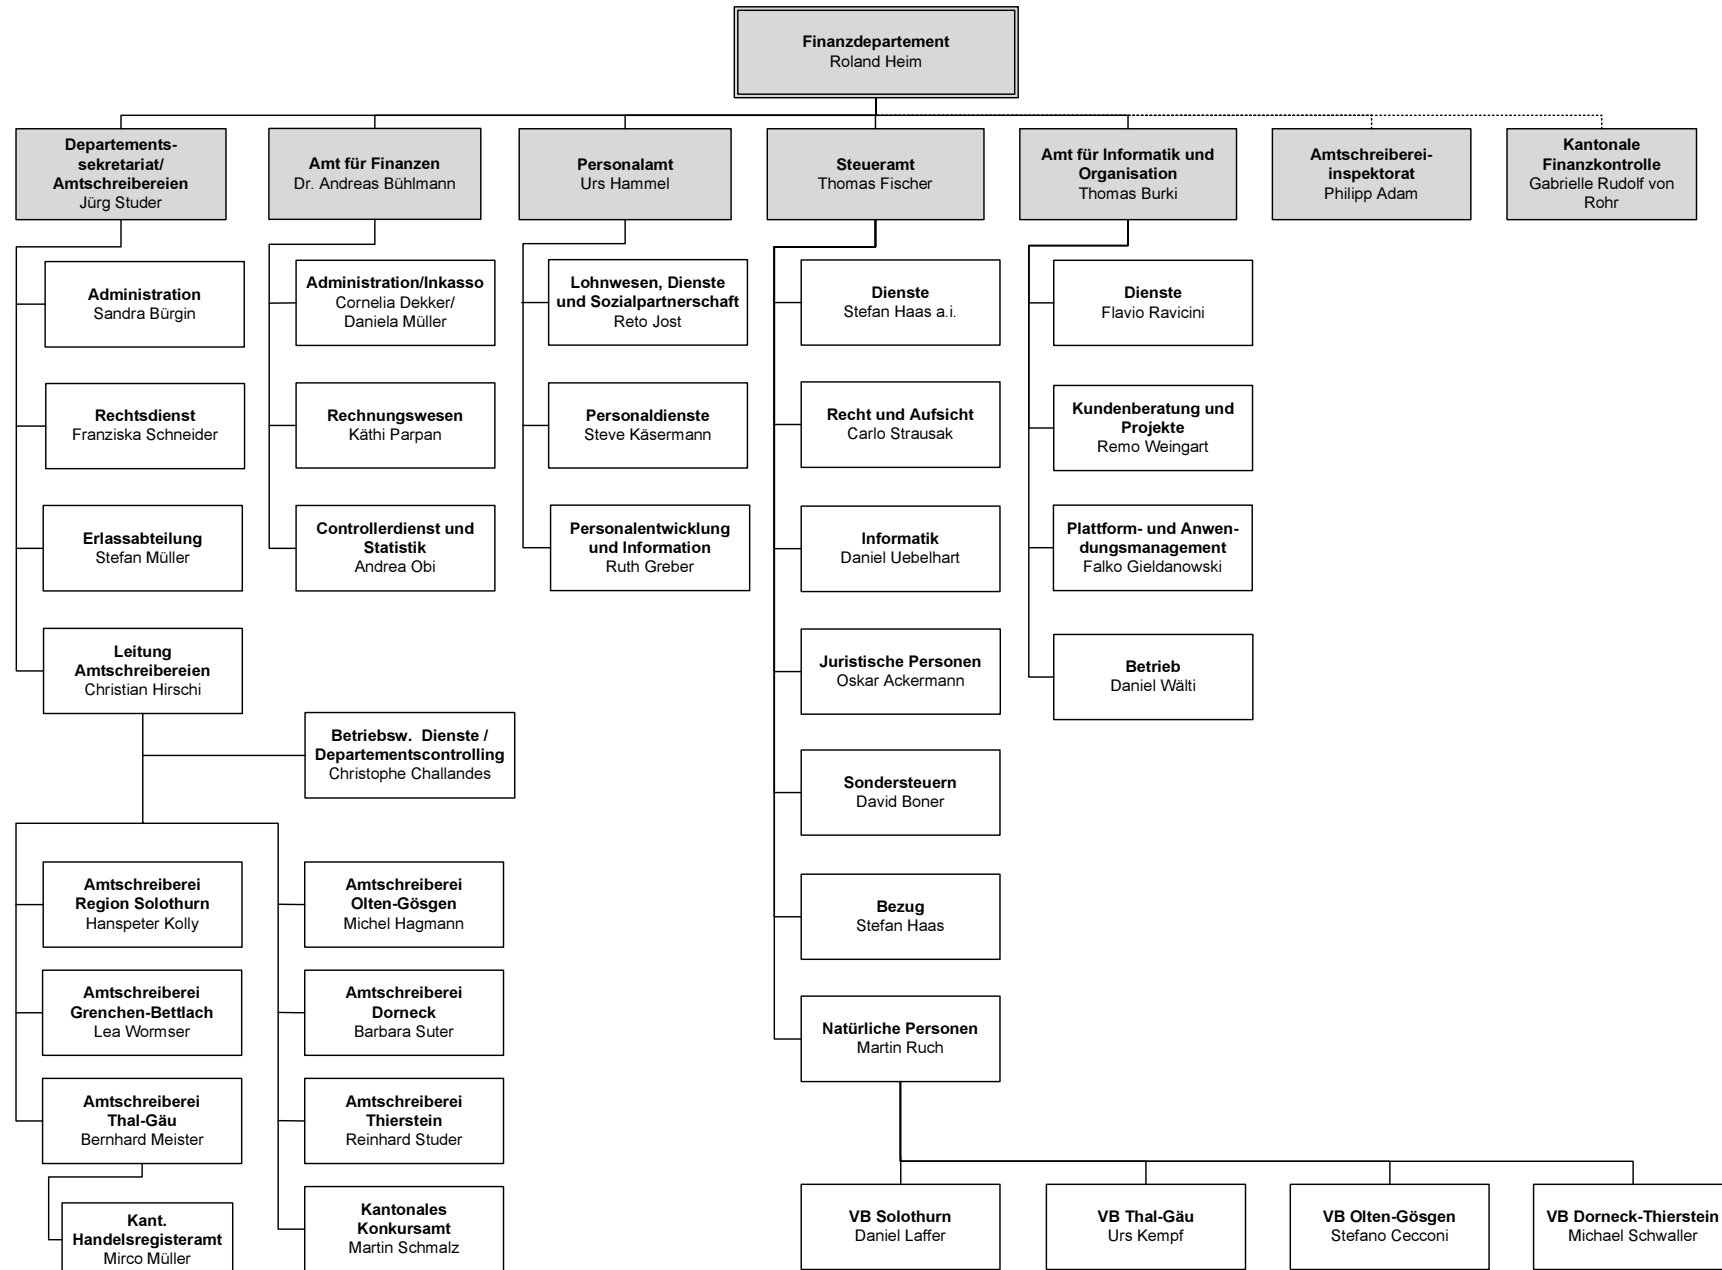 Finanzdepartement
Roland Heim
Departements-
sekretariat/
Amtschreibereien
Jürg Studer
Amt für Finanzen
Dr. Andreas Bühlmann
Personalamt
Urs Hammel
Steueramt
Thomas Fischer
Amt für Informatik und
Organisation
Thomas Burki
Amtschreiberei-
inspektorat
Philipp Adam
Kantonale
Finanzkontrolle
Gabrielle Rudolf von
Rohr
Administration
Sandra Bürgin
Administration/Inkasso
Cornelia Dekker/
Daniela Müller
Lohnwesen, Dienste
und Sozialpartnerschaft
Reto Jost
Dienste
Stefan Haas a.i.
Dienste
Flavio Ravicini
Rechtsdienst
Franziska Schneider
Rechnungswesen
Käthi Parpan
Personaldienste
Steve Käsermann
Recht und Aufsicht
Carlo Strausak
Kundenberatung und
Projekte
Remo Weingart
Erlassabteilung
Stefan Müller
Controllerdienst und
Statistik
Andrea Obi
Personalentwicklung
und Information
Ruth Greber
Informatik
Daniel Uebelhart
Plattform- und Anwen-
dungsmanagement
Falko Gieldanowski
Leitung
Amtschreibereien
Christian Hirschi
Juristische Personen
Oskar Ackermann
Betrieb
Daniel Wälti
Betriebsw. Dienste /
Departementscontrolling
Christophe Challandes
Sondersteuern
David Boner
Amtschreiberei
Region Solothurn
Hanspeter Kolly
Amtschreiberei
Olten-Gösgen
Michel Hagmann
Bezug
Stefan Haas
Amtschreiberei
Grenchen-Bettlach
Lea Wormser
Amtschreiberei
Dorneck
Barbara Suter
Natürliche Personen
Martin Ruch
Amtschreiberei
Thal-Gäu
Bernhard Meister
Amtschreiberei
Thierstein
Reinhard Studer
Kant.
Handelsregisteramt
Mirco Müller
Kantonales
Konkursamt
Martin Schmalz
VB Solothurn
Daniel Laffer
VB Thal-Gäu
Urs Kempf
VB Olten-Gösgen
Stefano Cecconi
VB Dorneck-Thierstein
Michael Schwaller